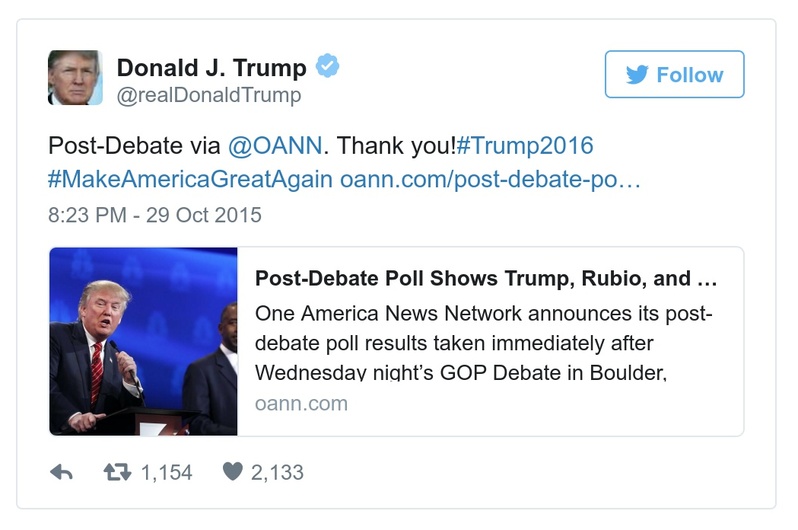 Donald J. Trump
@realDonaldTrump
Follow
Post-Debate via @OANN. Thank you!#Trump2016
#MakeAmericaGreatAgain oann.com/post-debate-po…
8:23 PM - 29 Oct 2015
Post-Debate Poll Shows Trump, Rubio, and …
One America News Network announces its post-
debate poll results taken immediately after
Wednesday night’s GOP Debate in Boulder,
oann.com
1,154 2,133